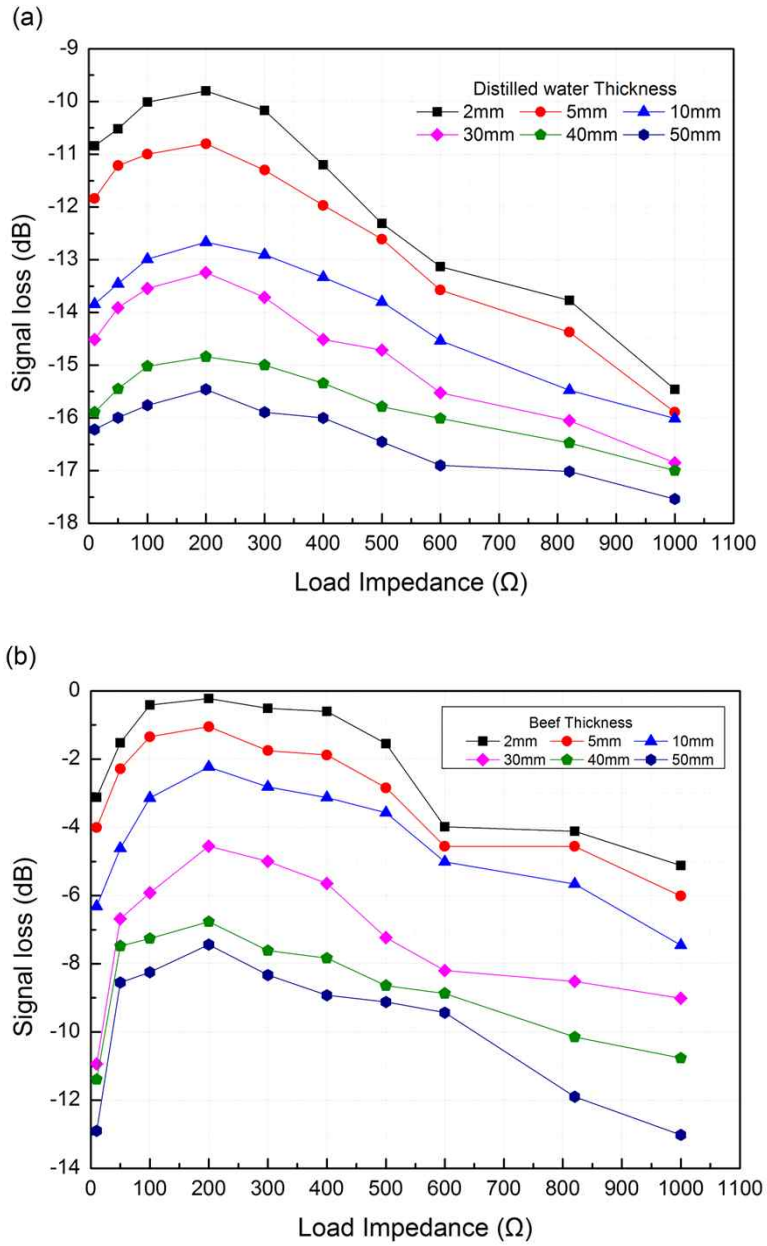 (a)
-9
-10
-11
-12
-13
-14
-15
-16
-17
-18
Signal loss (dB)
Distilled water Thickness
2mm 5mm 10mm
30mm 40mm 50mm
0 100 200 300 400 500 600 700 800 900 1000 1100
Load Impedance (Ω)
(b)
0
-2
-4
-6
-8
-10
-12
-14
Signal loss (dB)
Beef Thickness
2mm 5mm 10mm
30mm 40mm 50mm
0 100 200 300 400 500 600 700 800 900 1000 1100
Load Impedance (Ω)